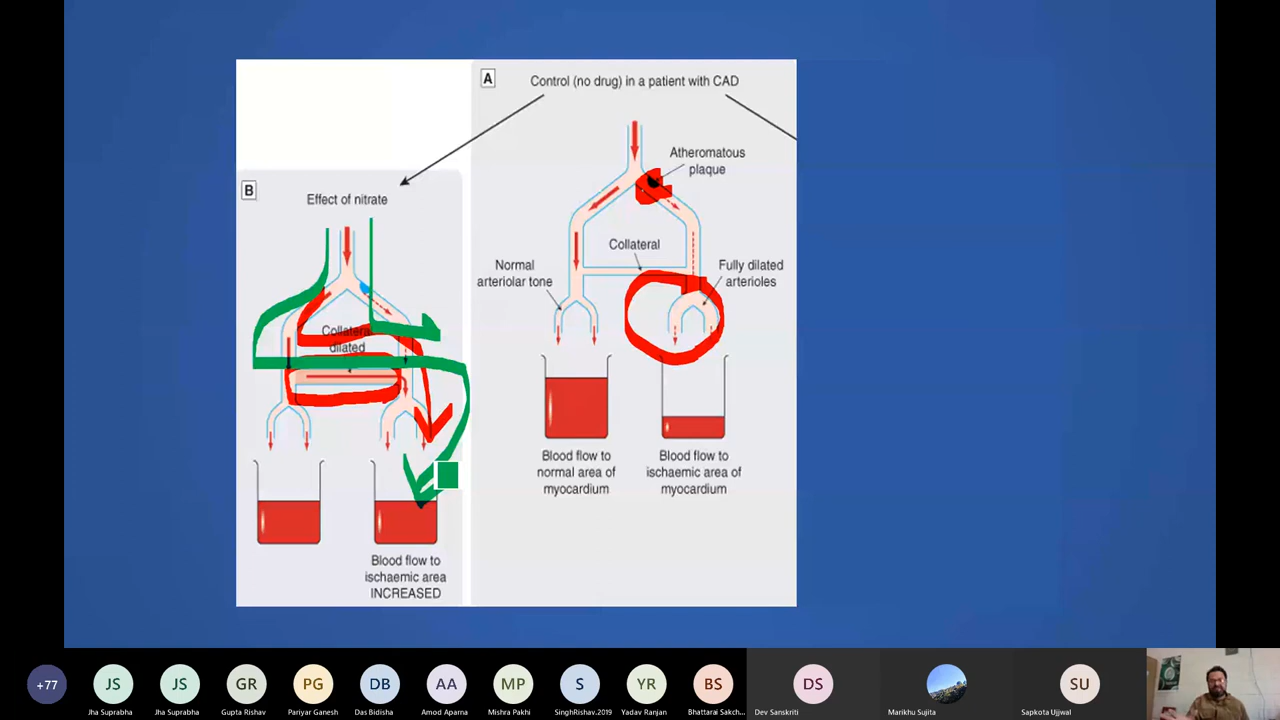 A
Control (no drug) in a patient with CAD
Atheromatous
plaque
B
Effect of nitrate
Collateral
Normal
arteriolar tone
Fully dilated
arterioles
Collateral
dilated
Blood flow to
normal area of
myocardium
Blood flow to
ischaemic area of
myocardium
Blood flow to
ischaemic area
INCREASED
+77
JS
JS
GR
PG
DB
AA
MP
S
YR
BS
DS
SU
Jha Suprabha
Jha Suprabha
Gupta Rishav
Pariyar Ganesh
Das Bidisha
Amod Aparna
Mishra Pakhi
SinghRishav.2019
Yadav Ranjan
Bhattarai Sakch...
Dev Sanskriti
Marikhu Sujita
Sapkota Ujjwal